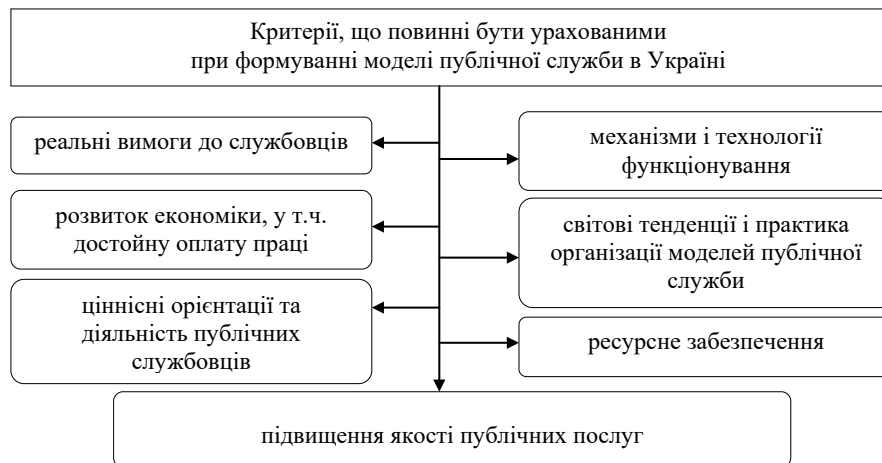 Критерії, що повинні бути урахованими
при формуванні моделі публічної служби в Україні
реальні вимоги до службовців
механізми і технології
функціонування
розвиток економіки, у т.ч.
достойну оплату праці
світові тенденції і практика
організації моделей публічної
служби
ціннісні орієнтації та
діяльність публічних
службовців
ресурсне забезпечення
підвищення якості публічних послуг